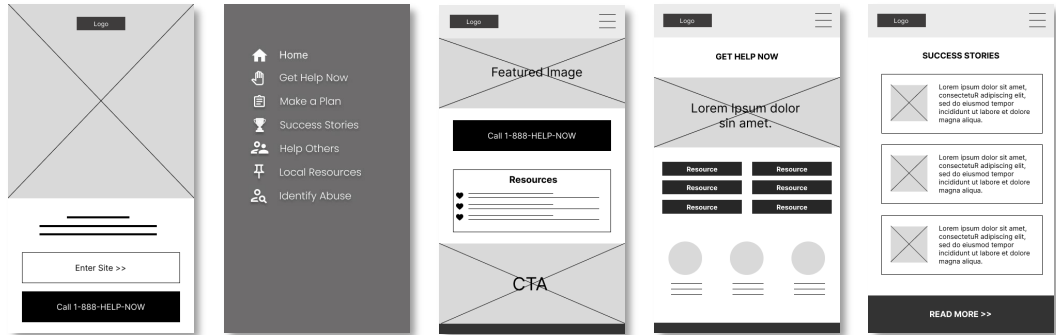 Logo
Enter Site >>
Call 1-888-HELP-NOW
Home
Get Help Now
Make a Plan
Success Stories
Help Others
Local Resources
Identify Abuse
Logo
Featured Image
Call 1-888-HELP-NOW
Resources
CTA
Logo
GET HELP NOW
Lorem ipsum dolor
sin amet.
Resource
Resource
Resource
Resource
Resource
Resource
Logo
SUCCESS STORIES
Lorem ipsum dolor sit amet,
consectetuR adipiscing elit,
sed do eiusmod tempor
incididunt ut labore et dolore
magna aliqua.
Lorem ipsum dolor sit amet,
consectetuR adipiscing elit,
sed do eiusmod tempor
incididunt ut labore et dolore
magna aliqua.
Lorem ipsum dolor sit amet,
consectetuR adipiscing elit,
sed do eiusmod tempor
incididunt ut labore et dolore
magna aliqua.
READ MORE >>